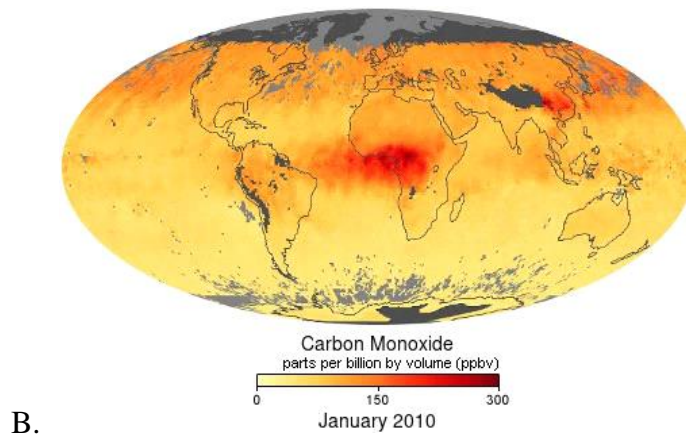 Carbon Monoxide
parts per billion by volume (ppbv)
0 150 300
January 2010
B.